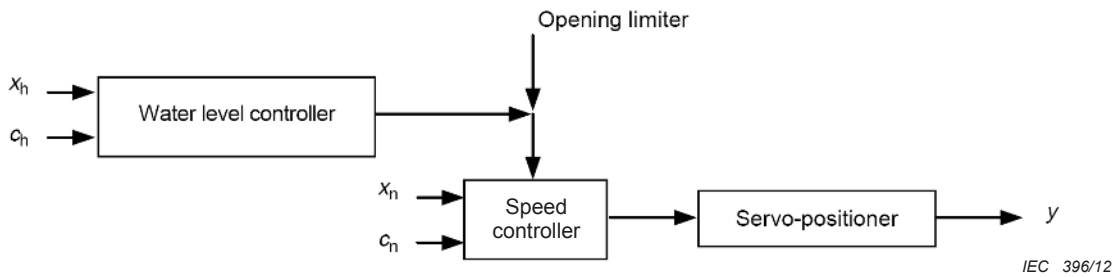 Opening limiter
xh
Water level controller
ch
xn
Speed
controller
cn
Servo-positioner
y
IEC 396/12